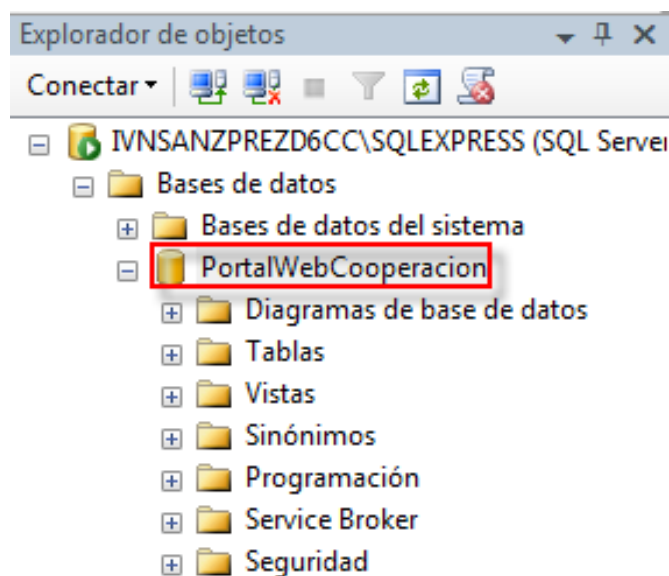 Explorador de objetos
Conectar
IVNSANZPREZD6CC\SQLEXPRESS (SQL Server
Bases de datos
Bases de datos del sistema
PortalWebCooperacion
Diagramas de base de datos
Tablas
Vistas
Sinónimos
Programación
Service Broker
Seguridad